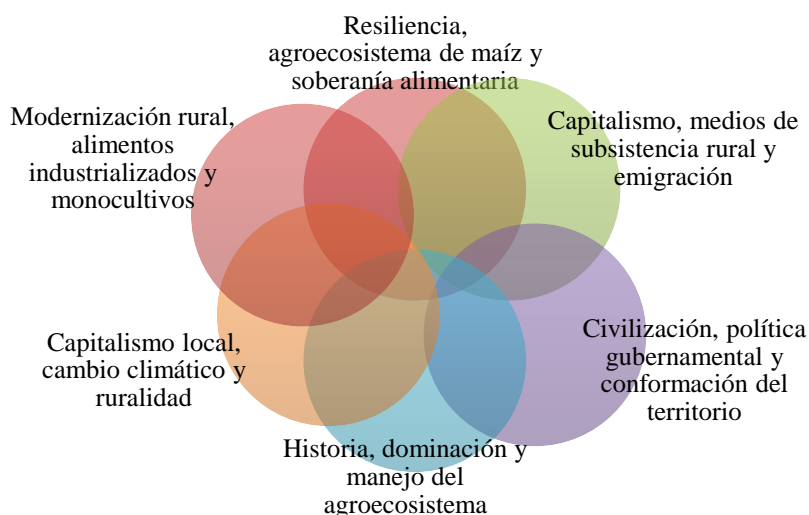 Resiliencia,
agroecosistema de maíz y
soberanía alimentaria
Modernización rural,
alimentos
industrializados y
monocultivos
Capitalismo, medios de
subsistencia rural y
emigración
Capitalismo local,
cambio climático y
ruralidad
Civilización, política
gubernamental y
conformación del
territorio
Historia, dominación y
manejo del
agroecosistema